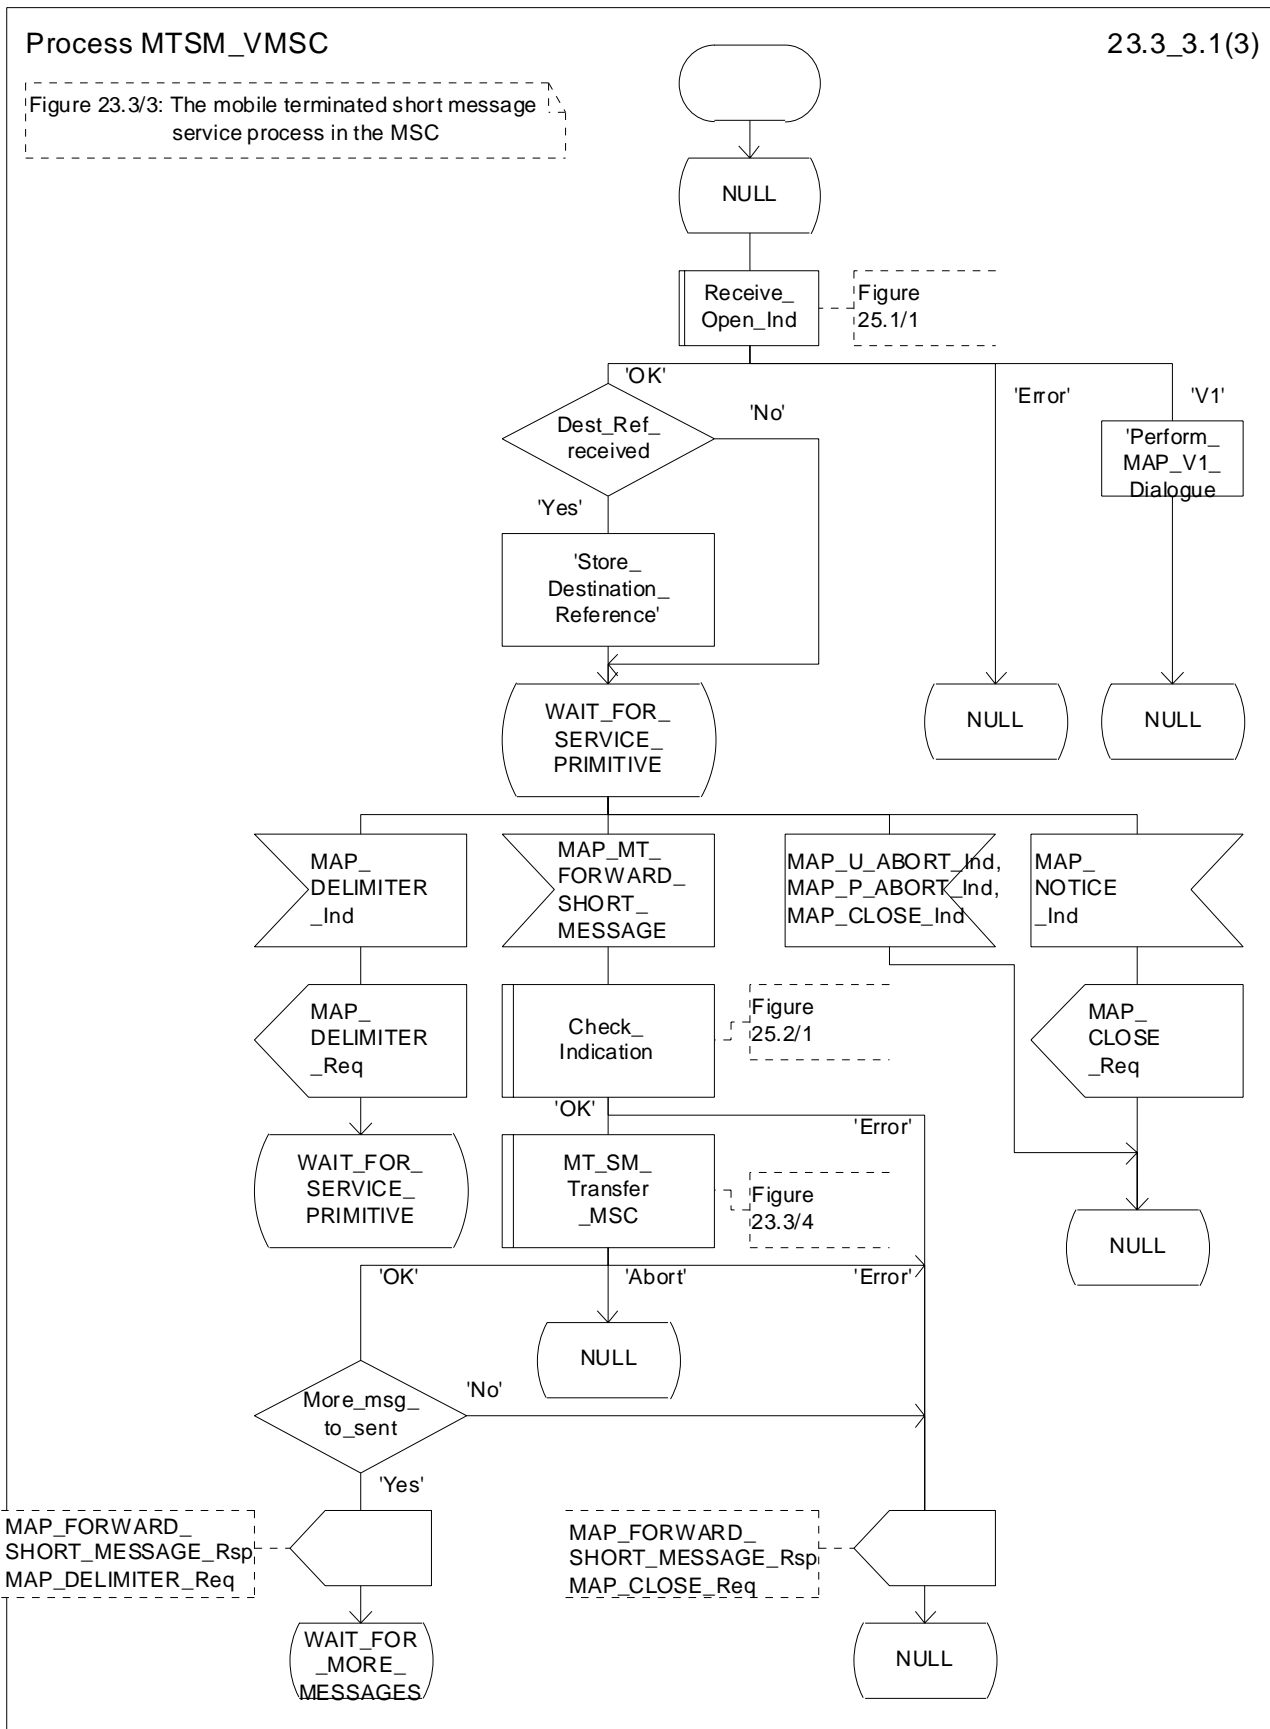 Process MTSM_VMSC
23.3_3.1(3)
Figure 23.3/3: The mobile terminated short message
service process in the MSC
NULL
Receive_
Open_Ind
Figure
25.1/1
'OK'
'Error'
'V1'
Dest_Ref_
received
'No'
'Perform_
MAP_V1_
Dialogue
'Yes'
'Store_
Destination_
Reference'
WAIT_FOR_
SERVICE_
PRIMITIVE
NULL
NULL
MAP_
DELIMITER
_Ind
MAP_MT_
FORWARD_
SHORT_
MESSAGE
MAP_U_ABORT_Ind,
MAP_P_ABORT_Ind,
MAP_CLOSE_Ind
MAP_
NOTICE
_Ind
MAP_
DELIMITER
_Req
Check_
Indication
Figure
25.2/1
MAP_
CLOSE
_Req
'OK'
'Error'
WAIT_FOR_
SERVICE_
PRIMITIVE
MT_SM_
Transfer
_MSC
Figure
23.3/4
NULL
'OK'
'Abort'
'Error'
NULL
More_msg_
to_sent
'No'
'Yes'
MAP_FORWARD_
SHORT_MESSAGE_Rsp
MAP_DELIMITER_Req
MAP_FORWARD_
SHORT_MESSAGE_Rsp
MAP_CLOSE_Req
WAIT_FOR
_MORE_
MESSAGES
NULL